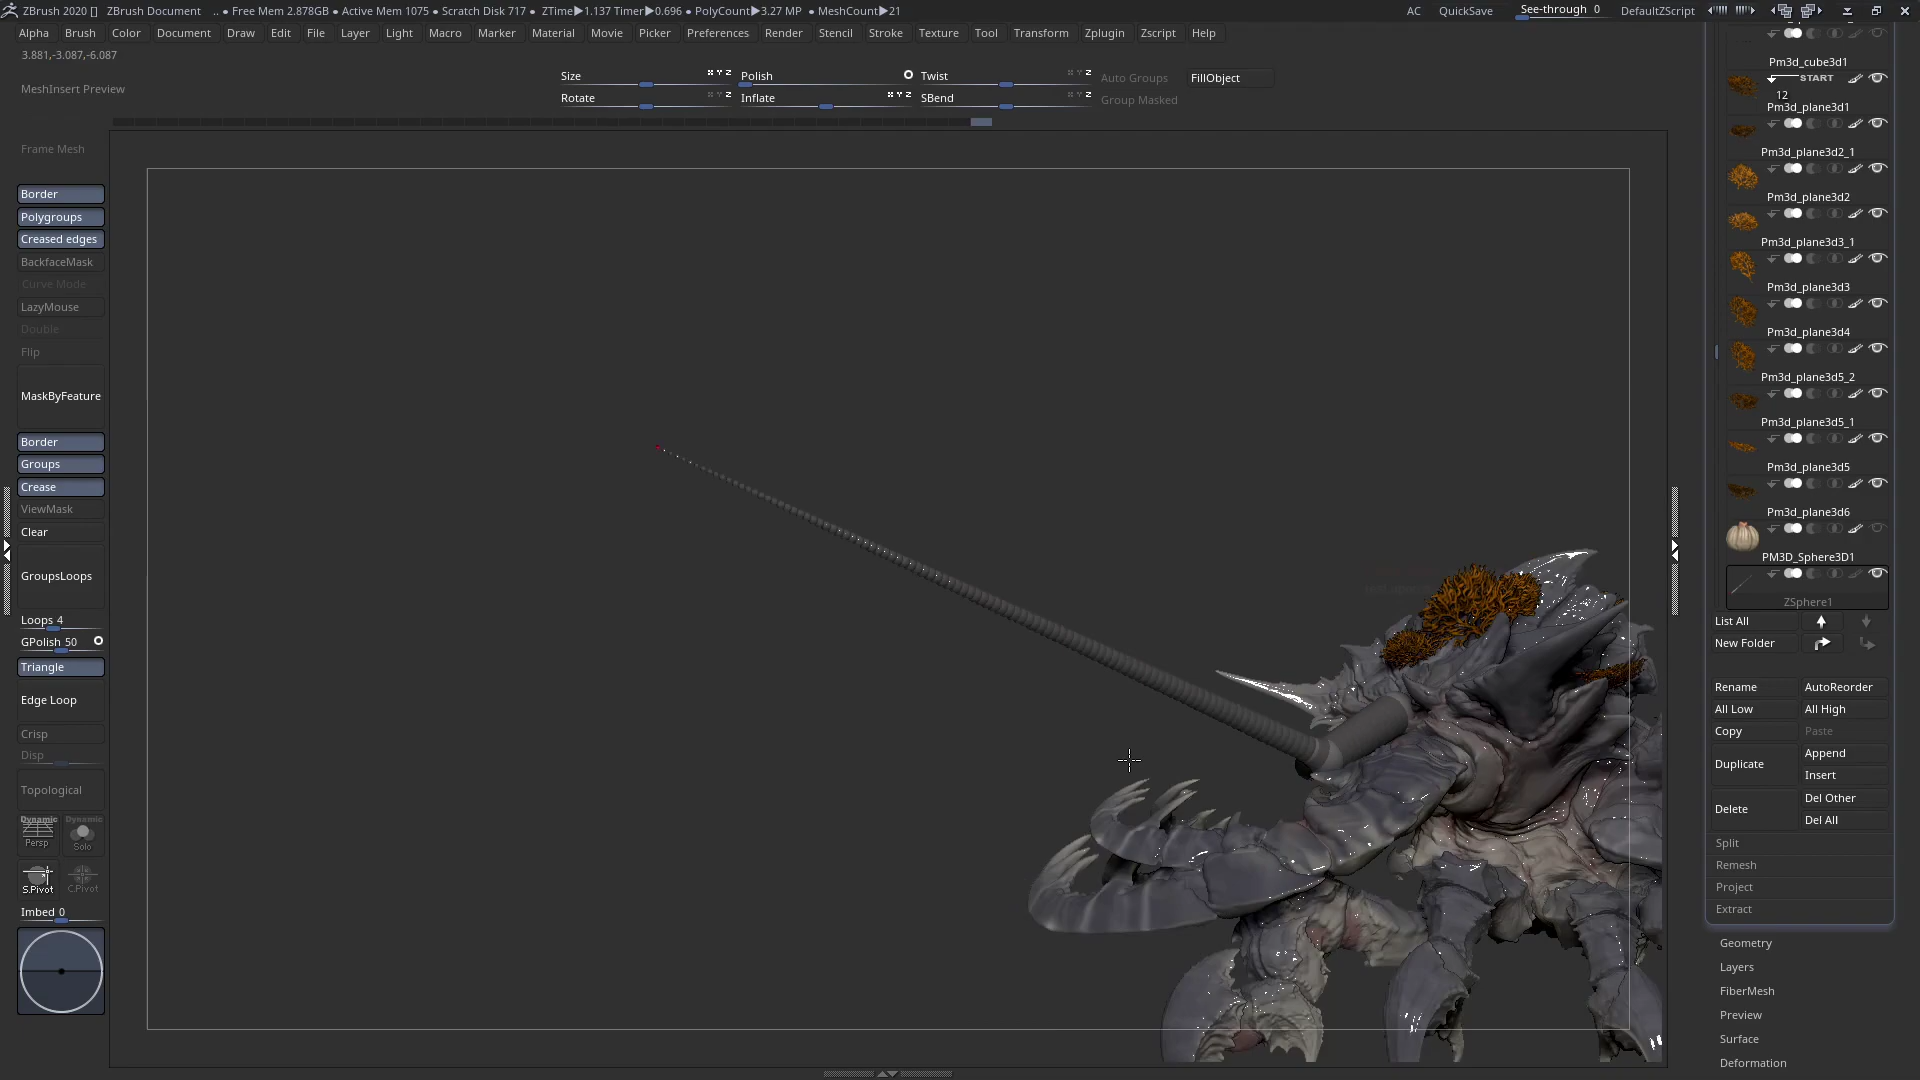 ZBrush 2020 [] ZBrush Document .. • Free Mem 2.878GB • Active Mem 1075 • Scratch Disk 717 • ZTime▶1.137 Timer▶0.696 • PolyCount▶3.27 MP • MeshCount▶21 AC QuickSave See-through 0 DefaultZScript
Alpha Brush Color Document Draw Edit File Layer Light Macro Marker Material Movie Picker Preferences Render Stencil Stroke Texture Tool Transform Zplugin Zscript Help
3.881,-3.087,-6.087
MeshInsert Preview
Size Polish Twist Auto Groups FillObject
Rotate Inflate SBend Group Masked
Frame Mesh
Border
Polygroups
Creased edges
BackfaceMask
Curve Mode
LazyMouse
Double
Flip
MaskByFeature
Border
Groups
Crease
ViewMask
Clear
GroupsLoops
Loops 4
GPolish 50
Triangle
Edge Loop
Crisp
Disp
Topological
Dynamic Dynamic
Persp Solo
S.Pivot C.Pivot
Imbed 0
Pm3d_cube3d1
START
12
Pm3d_plane3d1
Pm3d_plane3d2_1
Pm3d_plane3d2
Pm3d_plane3d3_1
Pm3d_plane3d3
Pm3d_plane3d4
Pm3d_plane3d5_2
Pm3d_plane3d5_1
Pm3d_plane3d5
Pm3d_plane3d6
PM3D_Sphere3D1
ZSphere1
List All
New Folder
Rename AutoReorder
All Low All High
Copy Paste
Duplicate Append
Insert
Delete Del Other
Del All
Split
Remesh
Project
Extract
Geometry
Layers
FiberMesh
Preview
Surface
Deformation